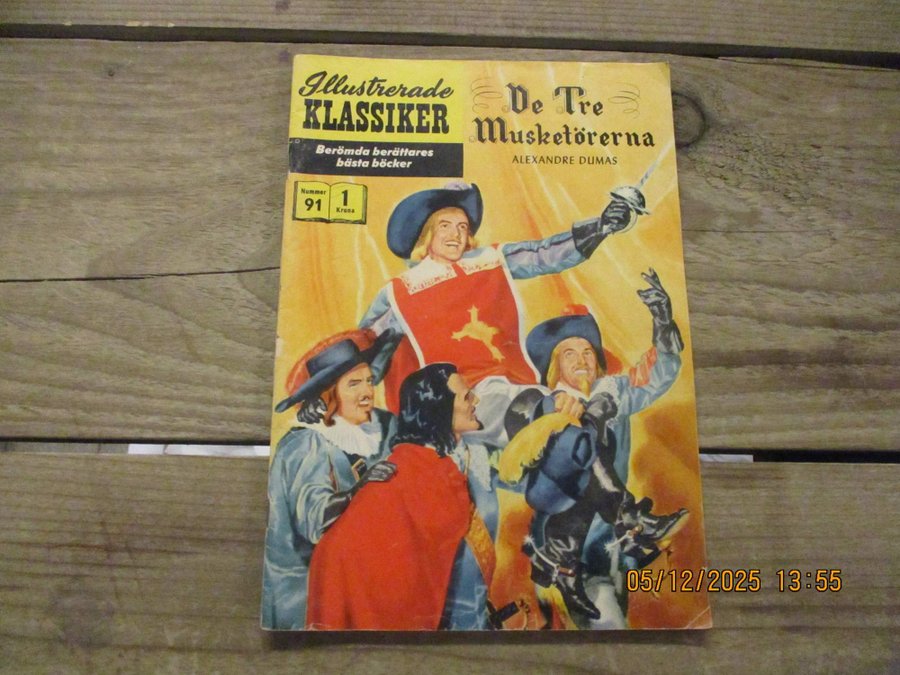 Illustrerade
KLASSIKER
Berömda berättares
bästa böcker
Nummer
91
1
Krona
De Tre
Musketörerna
ALEXANDRE DUMAS
05/12/2025 13:55